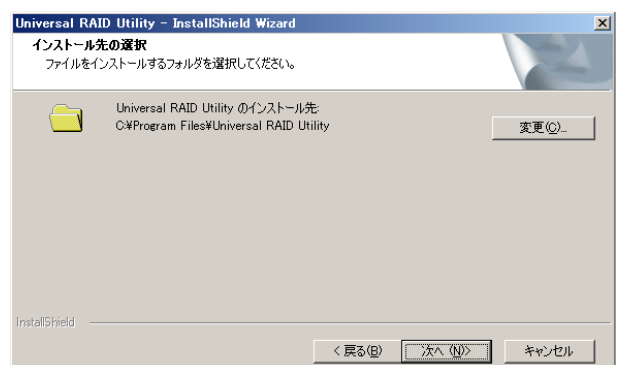 Universal RAID Utility - InstallShield Wizard
インストール先の選択
ファイルをインストールするフォルダを選択してください。
Universal RAID Utility のインストール先:
C:¥Program Files¥Universal RAID Utility
変更(C)...
InstallShield
< 戻る(B)
次へ (N)>
キャンセル